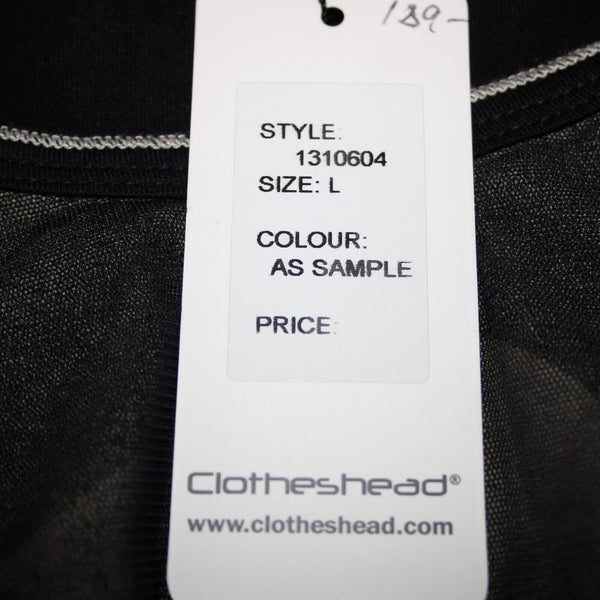 189-
STYLE:
1310604
SIZE: L
COLOUR:
AS SAMPLE
PRICE:
Clotheshead®
www.clotheshead.com